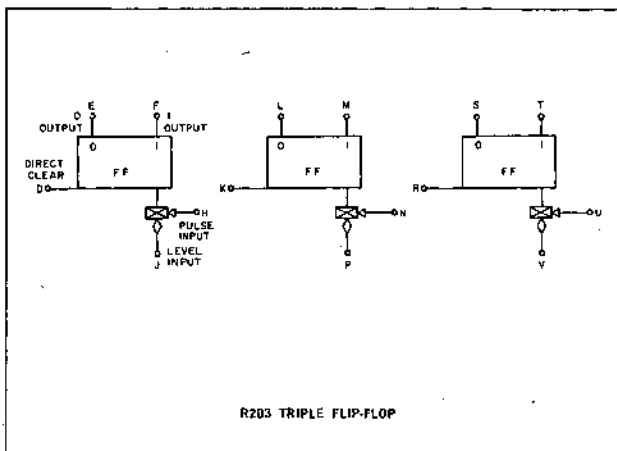 E F L M S T
0 OUTPUT 1 OUTPUT
0 1 0 1 0 1
FF FF FF
DIRECT CLEAR
D K R
H N U
PULSE INPUT
LEVEL INPUT
J P V
R203 TRIPLE FLIP-FLOP